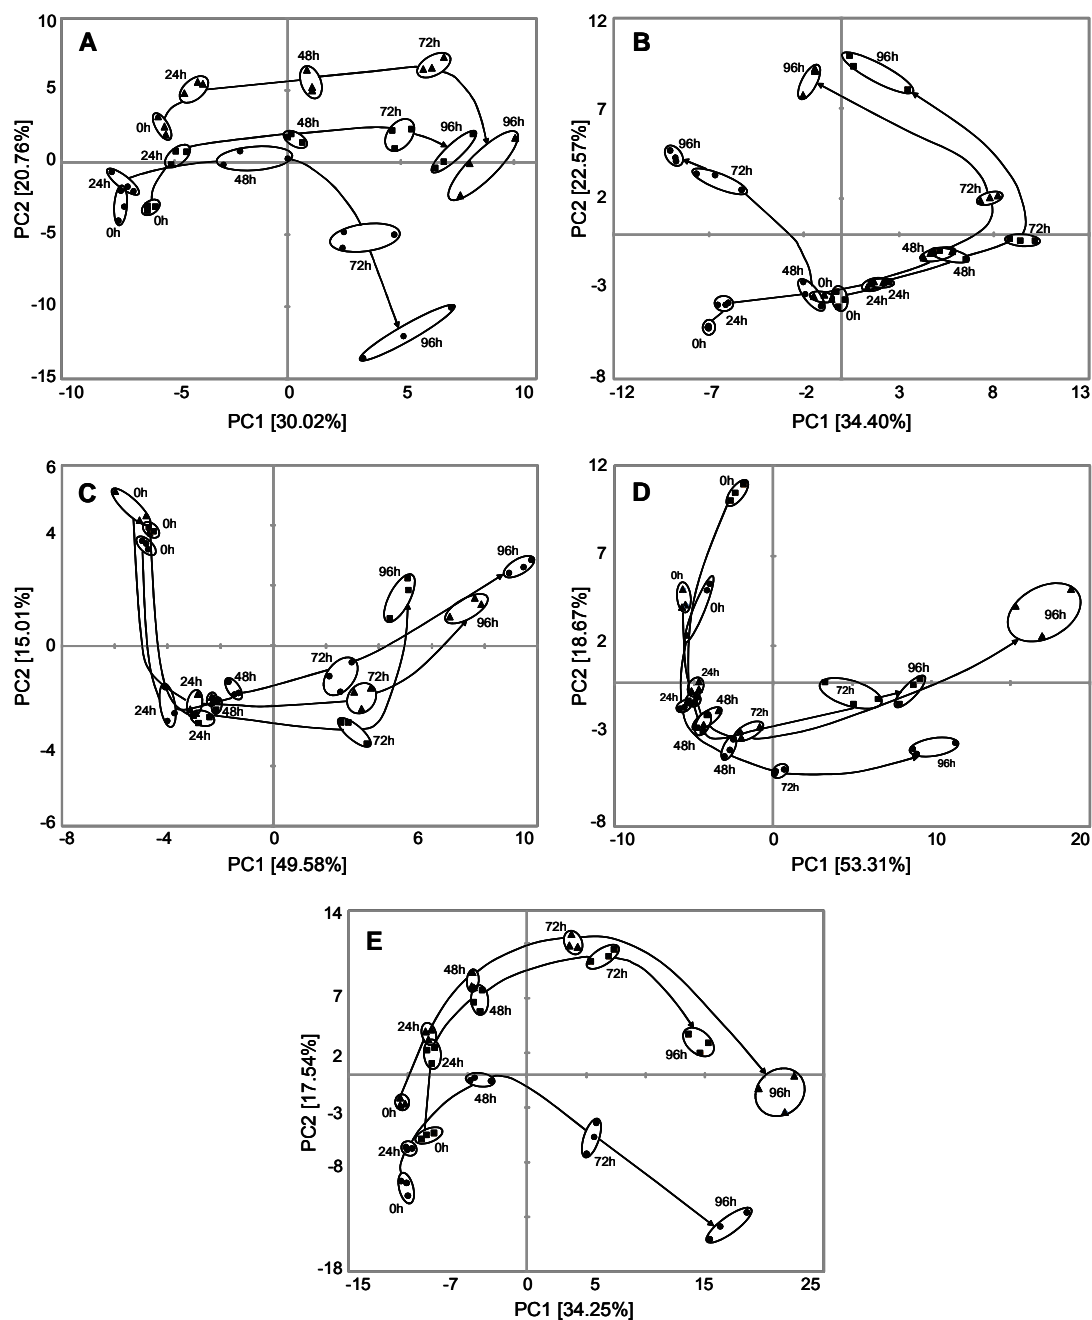 A
10
5
0
-5
-10
-15
PC2 [20.76%]
72h
48h
24h
0h
72h
96h
96h
48h
24h
48h
24h
0h
0h
72h
96h
-10
-5
0
5
10
PC1 [30.02%]
B
12
7
2
-3
-8
PC2 [22.57%]
96h
96h
96h
72h
72h
72h
48h
48h
48h
0h
24h
24h
0h
24h
0h
-12
-7
-2
3
8
13
PC1 [34.40%]
C
6
4
0
-4
-6
PC2 [15.01%]
0h
0h
0h
96h
96h
96h
72h
72h
48h
48h
24h
24h
72h
-8
-4
0
6
10
PC1 [49.58%]
D
12
7
2
-3
-8
PC2 [18.67%]
0h
0h
0h
96h
24h
96h
72h
24h
48h
72h
48h
48h
96h
72h
-10
0
10
20
PC1 [53.31%]
E
14
7
2
-3
-8
-18
PC2 [17.54%]
72h
72h
48h
48h
24h
24h
96h
96h
48h
0h
0h
24h
72h
0h
96h
-15
-7
0
5
15
25
PC1 [34.25%]